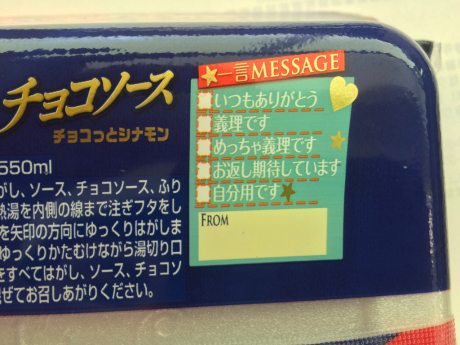 チョコソース
チョコっとシナモン
550ml
がし、ソース、チョコソース、ふり
熱湯を内側の線まで注ぎフタをし
を矢印の方向にゆっくりはがしま
ゆっくりかたむけながら湯切り口
をすべてはがし、ソース、チョコソ
混ぜてお召しあがりください。
一言MESSAGE
いつもありがとう
義理です
めっちゃ義理です
お返し期待しています
自分用です
FROM